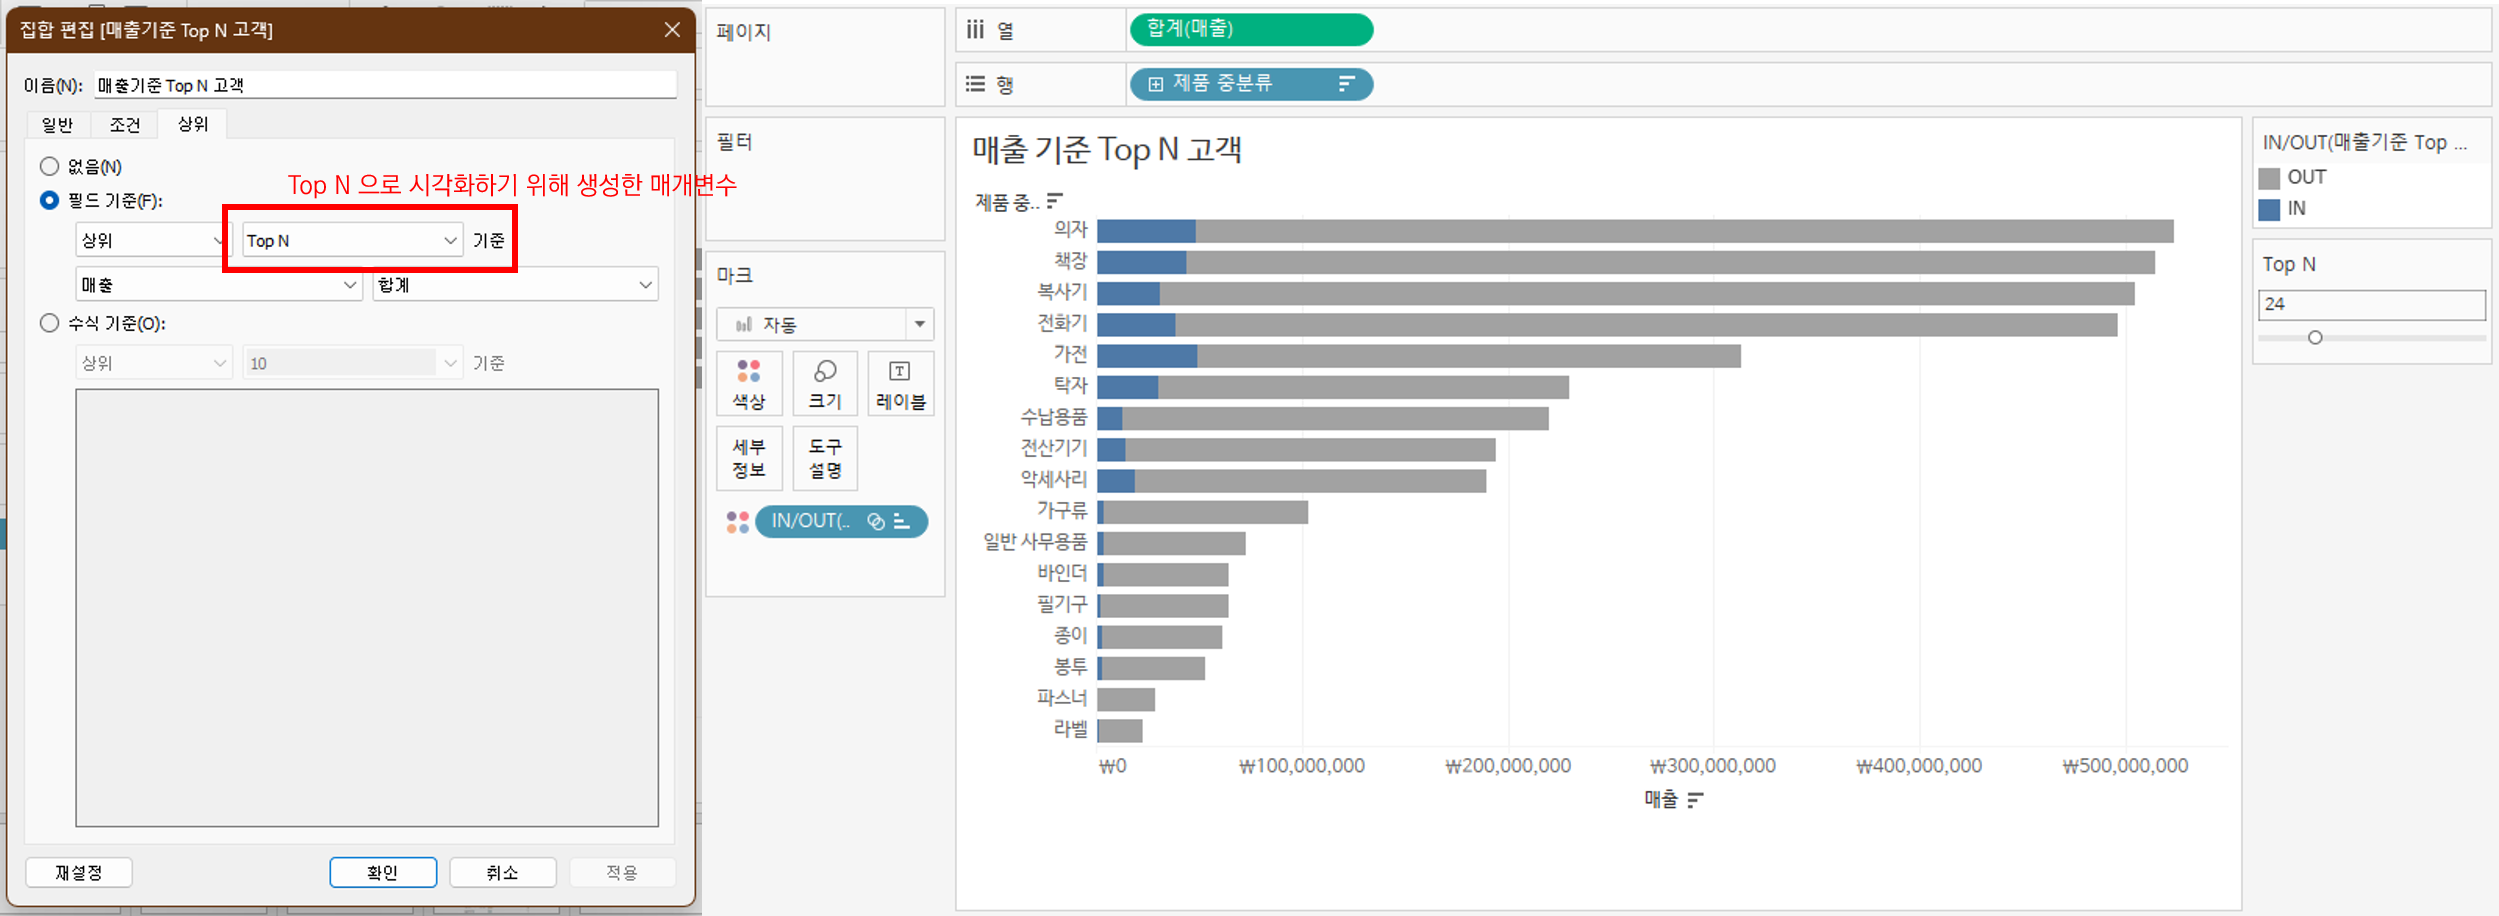 집합 편집 [매출기준 Top N 고객]
이름(N): 매출기준 Top N 고객
일반 조건 상위
없음(N)
Top N 으로 시각화하기 위해 생성한 매개변수
필드 기준(F):
상위 Top N 기준
매출 합계
수식 기준(O):
상위 10 기준
재설정 확인 취소 적용
페이지
필터
마크
자동
색상 크기 레이블
세부 정보
도구 설명
IN/OUT(..
열 합계(매출)
행 제품 중분류
매출 기준 Top N 고객
제품 중..
의자
책장
복사기
전화기
가전
탁자
수납용품
전산기기
악세사리
가구류
일반 사무용품
바인더
필기구
종이
봉투
파스너
라벨
₩0 ₩100,000,000 ₩200,000,000 ₩300,000,000 ₩400,000,000 ₩500,000,000
매출
IN/OUT(매출기준 Top ...
OUT
IN
Top N
24